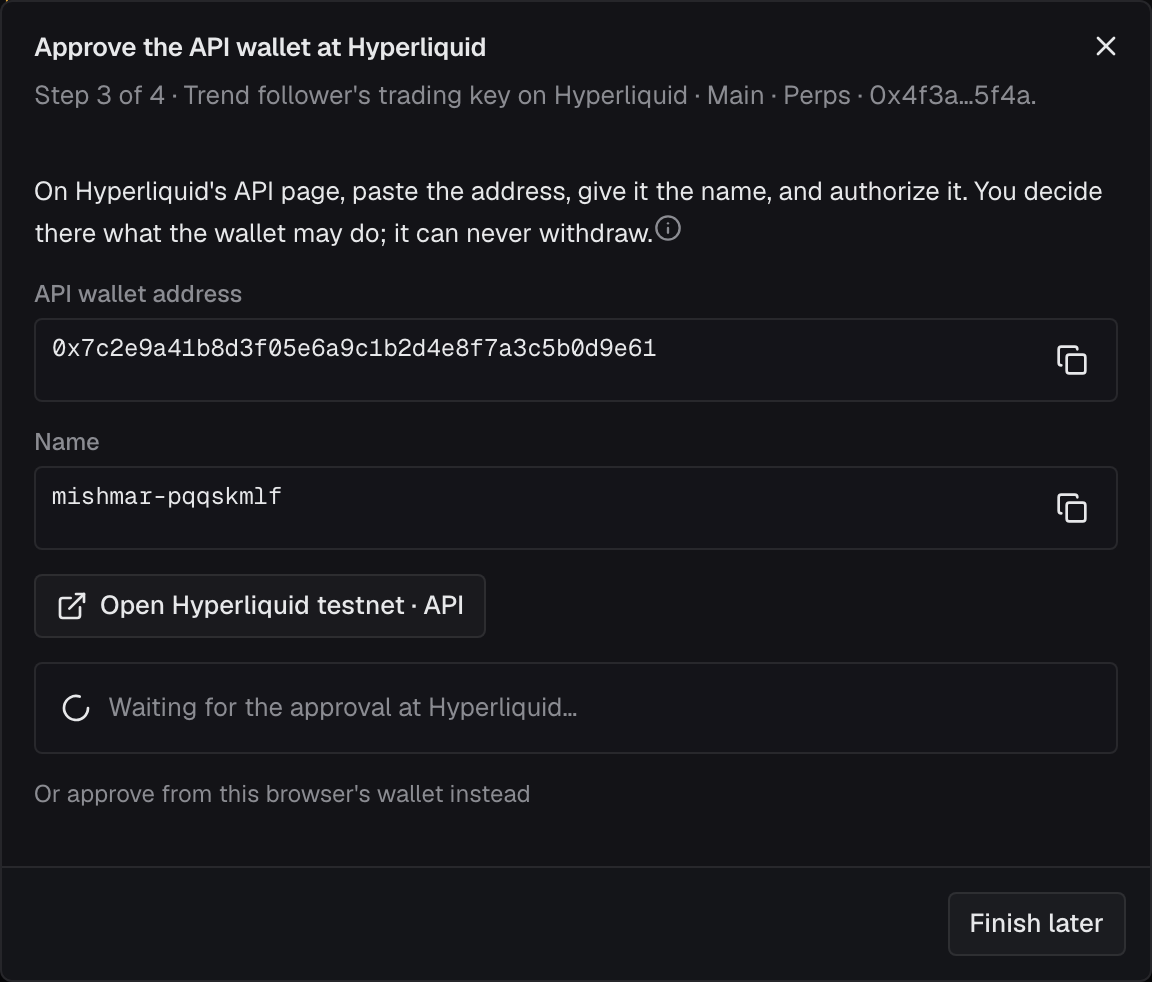 Approve the API wallet at Hyperliquid
Step 3 of 4 · Trend follower's trading key on Hyperliquid · Main · Perps · 0x4f3a…5f4a.
On Hyperliquid's API page, paste the address, give it the name, and authorize it. You decide
there what the wallet may do; it can never withdraw.
API wallet address
0x7c2e9a41b8d3f05e6a9c1b2d4e8f7a3c5b0d9e61
Name
mishmar-pqqskmlf
Open Hyperliquid testnet · API
Waiting for the approval at Hyperliquid…
Or approve from this browser's wallet instead
Finish later